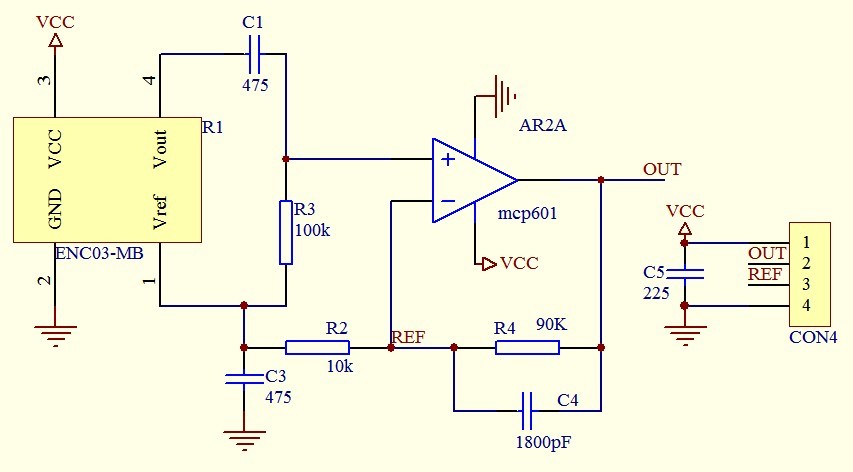 VCC
C1
475
3
4
R1
VCC
Vout
GND
Vref
ENC03-MB
2
1
R3
100k
AR2A
+
−
mcp601
VCC
OUT
VCC
C5
225
OUT
REF
1
2
3
4
CON4
R2
10k
REF
R4
90K
C3
475
C4
1800pF